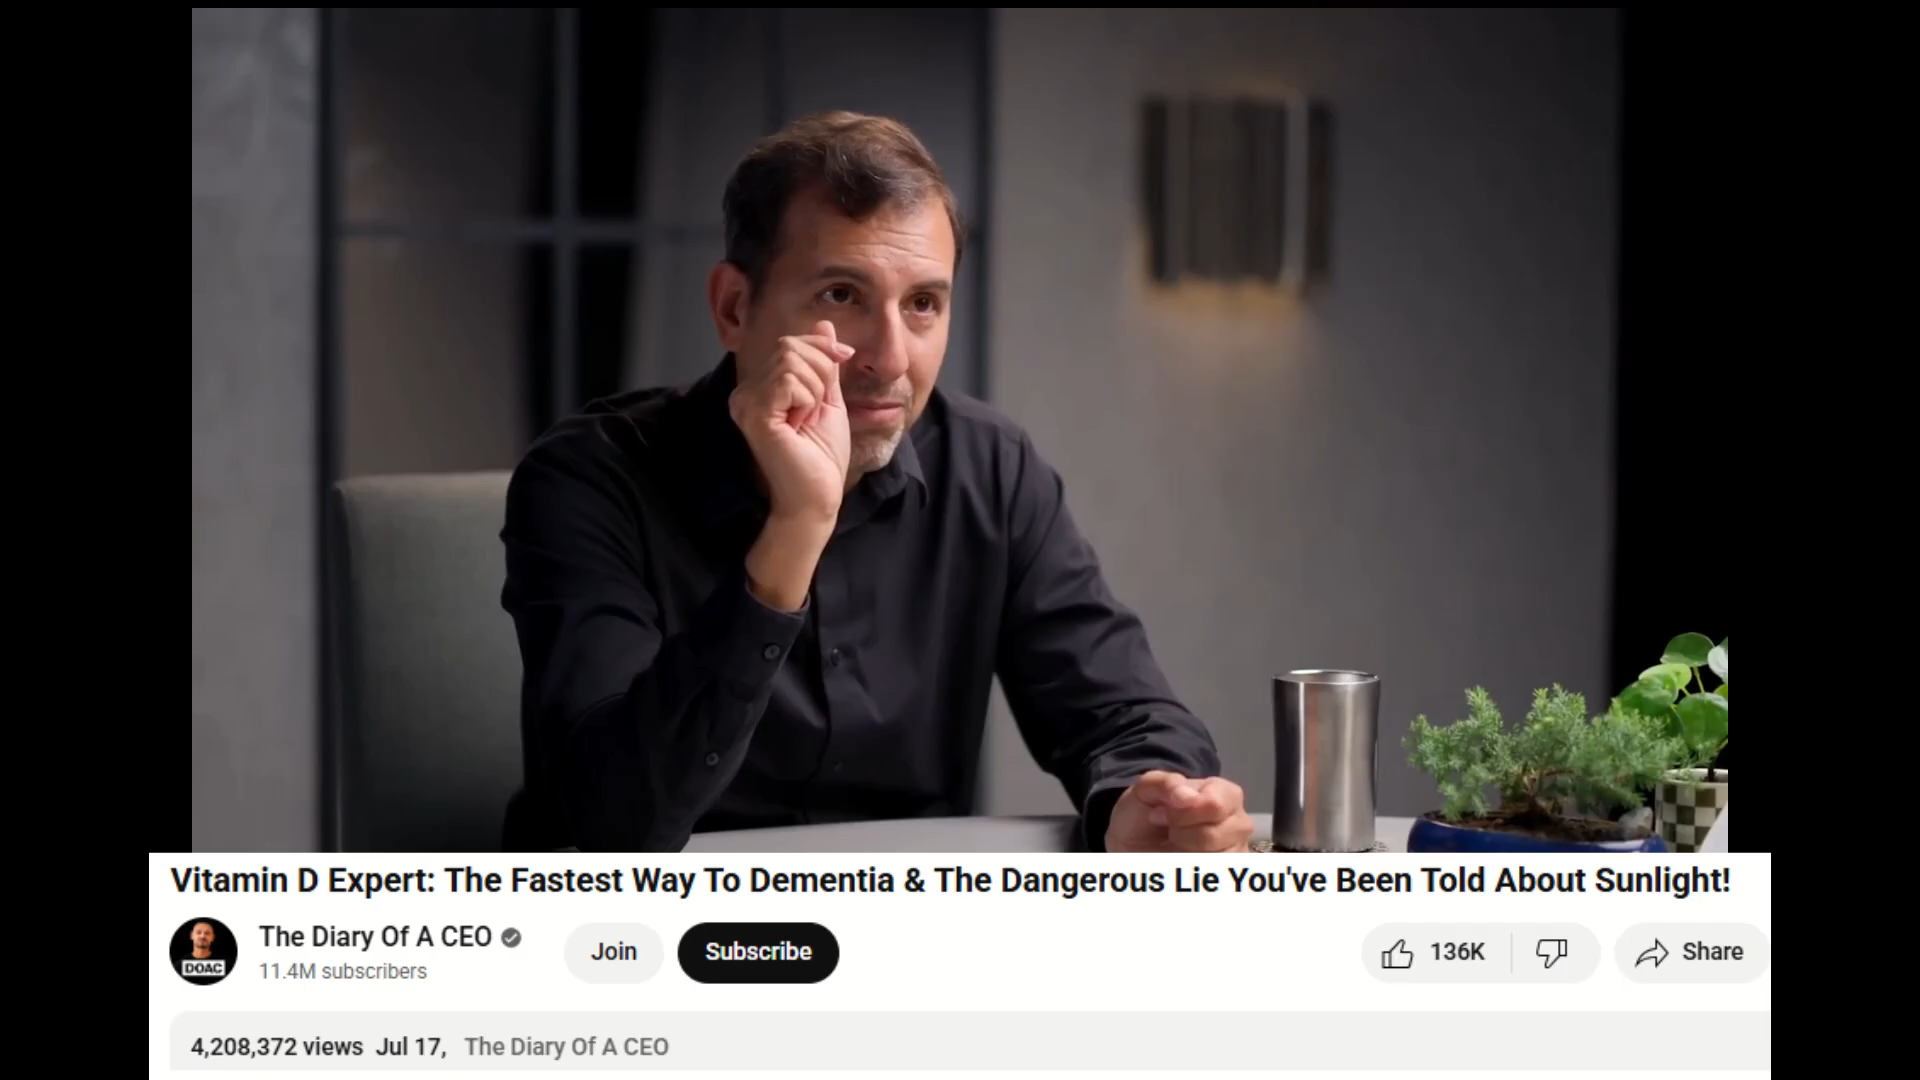 Vitamin D Expert: The Fastest Way To Dementia & The Dangerous Lie You've Been Told About Sunlight!
The Diary Of A CEO
Join
Subscribe
136K
Share
DOAC
11.4M subscribers
4,208,372 views Jul 17, The Diary Of A CEO